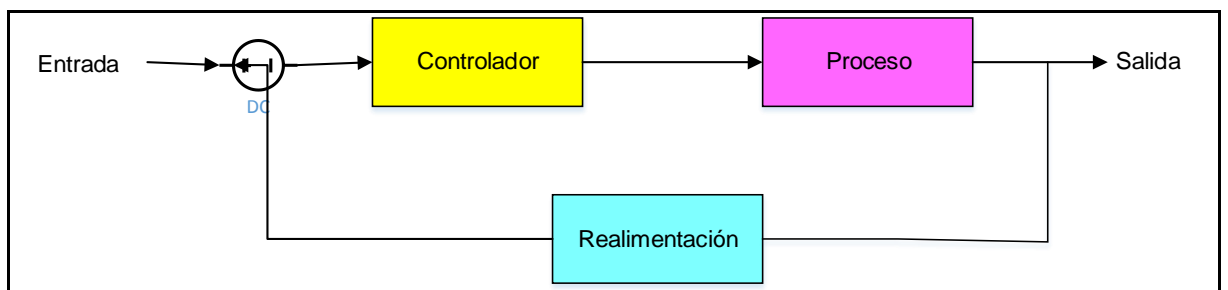 Entrada
Controlador
Proceso
Salida
DC
Realimentación